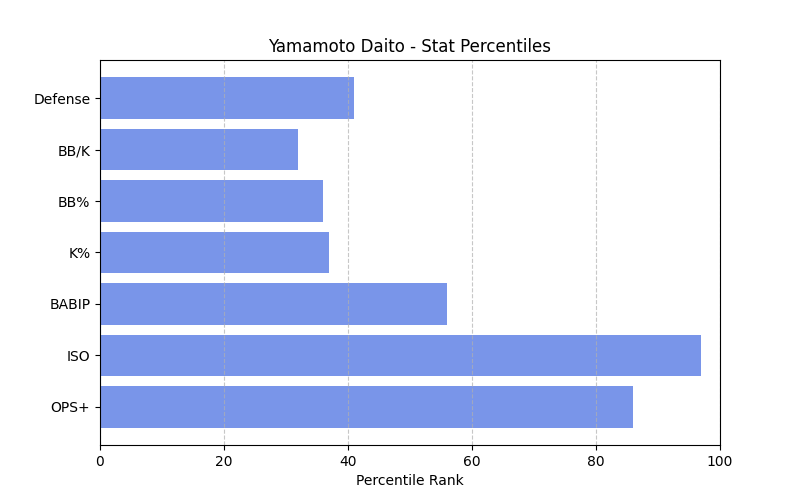 Yamamoto Daito - Stat Percentiles
Defense
BB/K
BB%
K%
BABIP
ISO
OPS+
0 20 40 60 80 100
Percentile Rank